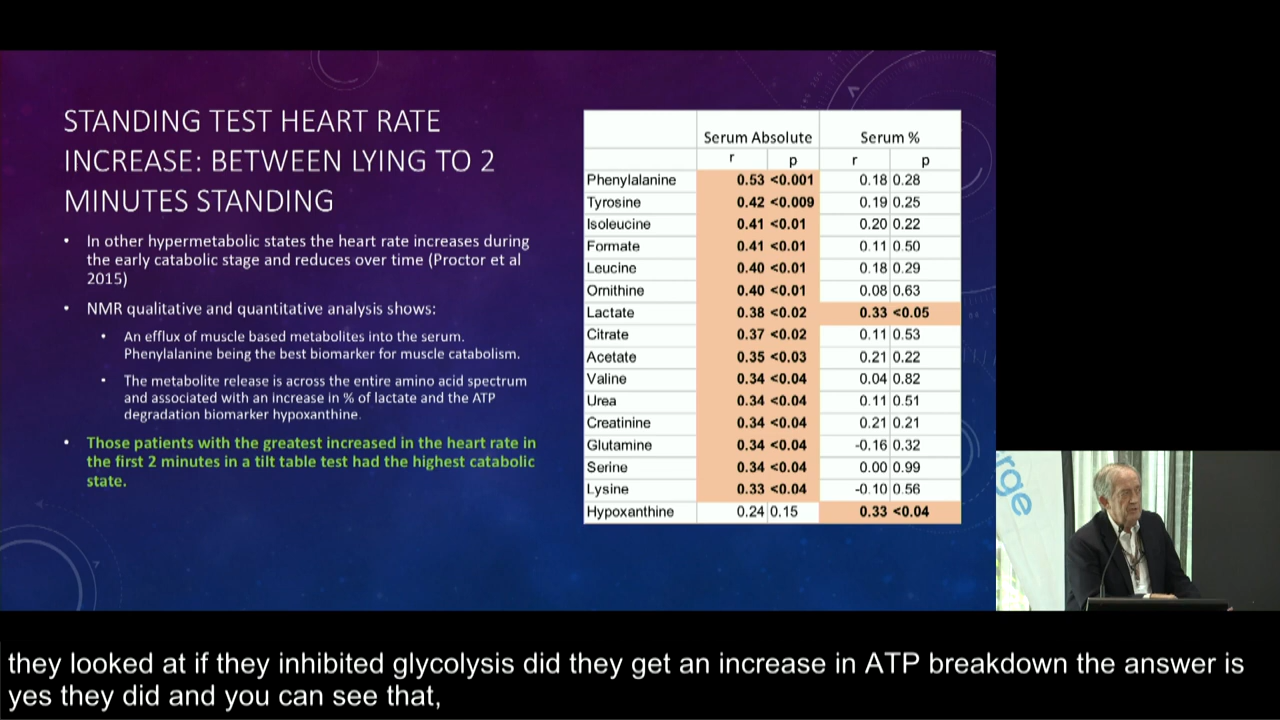 STANDING TEST HEART RATE
INCREASE: BETWEEN LYING TO 2
MINUTES STANDING
• In other hypermetabolic states the heart rate increases during
the early catabolic stage and reduces over time (Proctor et al
2015)
• NMR qualitative and quantitative analysis shows:
• An efflux of muscle based metabolites into the serum.
Phenylalanine being the best biomarker for muscle catabolism.
• The metabolite release is across the entire amino acid spectrum
and associated with an increase in % of lactate and the ATP
degradation biomarker hypoxanthine.
• Those patients with the greatest increased in the heart rate in
the first 2 minutes in a tilt table test had the highest catabolic
state.
Serum Absolute Serum %
r p r p
Phenylalanine 0.53 <0.001 0.18 0.28
Tyrosine 0.42 <0.009 0.19 0.25
Isoleucine 0.41 <0.01 0.20 0.22
Formate 0.41 <0.01 0.11 0.50
Leucine 0.40 <0.01 0.18 0.29
Ornithine 0.40 <0.01 0.08 0.63
Lactate 0.38 <0.02 0.33 <0.05
Citrate 0.37 <0.02 0.11 0.53
Acetate 0.35 <0.03 0.21 0.22
Valine 0.34 <0.04 0.04 0.82
Urea 0.34 <0.04 0.11 0.51
Creatinine 0.34 <0.04 0.21 0.21
Glutamine 0.34 <0.04 -0.16 0.32
Serine 0.34 <0.04 0.00 0.99
Lysine 0.33 <0.04 -0.10 0.56
Hypoxanthine 0.24 0.15 0.33 <0.04
rge
they looked at if they inhibited glycolysis did they get an increase in ATP breakdown the answer is
yes they did and you can see that,